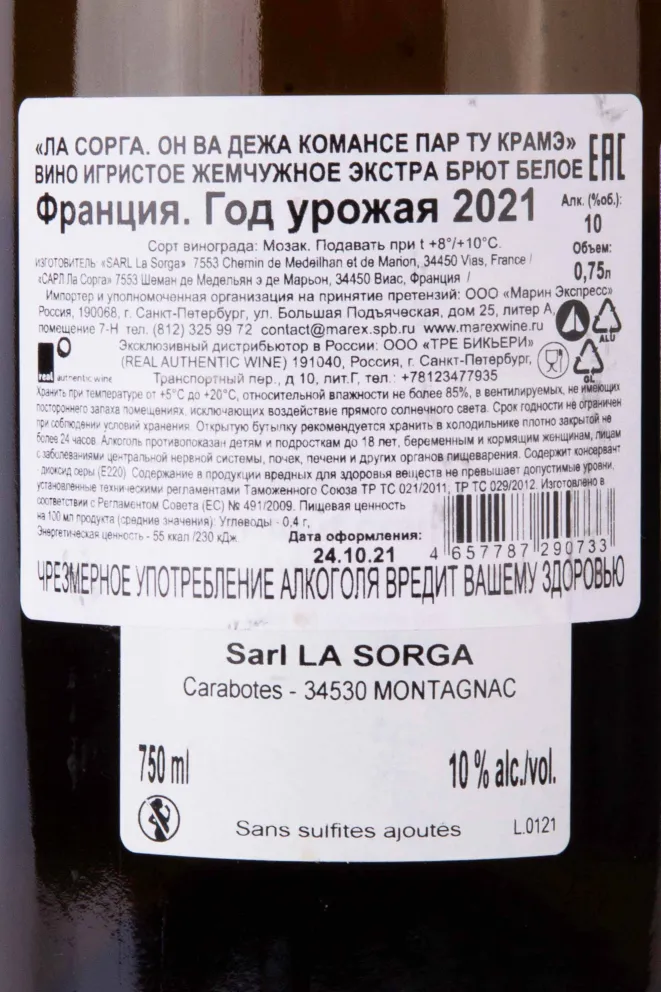 «ЛА СОРГА. ОН ВА ДЕЖА КОМАНСЕ ПАР ТУ КРАМЭ»
ВИНО ИГРИСТОЕ ЖЕМЧУЖНОЕ ЭКСТРА БРЮТ БЕЛОЕ ЕАС
Франция. Год урожая 2021
Алк. (%об.):
10
Объем:
0,75л
Сорт винограда: Мозак. Подавать при t +8°/+10°С.
ИЗГОТОВИТЕЛЬ «SARL La Sorga» 7553 Chemin de Medeilhan et de Marion, 34450 Vias, France /
«САРЛ Ла Сорга» 7553 Шеман де Медельян э де Марьон, 34450 Виас, Франция /
Импортер и уполномоченная организация на принятие претензий: ООО «Марин Экспресс»
Россия, 190068, г. Санкт-Петербург, ул. Большая Подъяческая, дом 25, литер А,
помещение 7-Н тел. (812) 325 99 72 contact@marex.spb.ru www.marexwine.ru
ALU
Эксклюзивный дистрибьютор в России: ООО «ТРЕ БИКЬЕРИ»
(REAL AUTHENTIC WINE) 191040, Россия, г. Санкт-Петербург,
real authentic wine
Транспортный пер., д 10, лит.Г, тел.: +78123477935
GL
Хранить при температуре от +5°С до +20°С, относительной влажности не более 85%, в вентилируемых, не имеющих
постороннего запаха помещениях, исключающих воздействие прямого солнечного света. Срок годности не ограничен
при соблюдении условий хранения. Открытую бутылку рекомендуется хранить в холодильнике плотно закрытой не
более 24 часов. Алкоголь противопоказан детям и подросткам до 18 лет, беременным и кормящим женщинам, лицам
с заболеваниями центральной нервной системы, почек, печени и других органов пищеварения. Содержит консервант
- диоксид серы (Е220). Содержание в продукции вредных для здоровья веществ не превышает допустимые уровни,
установленные техническими регламентами Таможенного Союза ТР ТС 021/2011, ТР ТС 029/2012. Изготовлено в
соответствии с Регламентом Совета (ЕС) № 491/2009. Пищевая ценность
на 100 мл продукта (средние значения): Углеводы - 0,4 г,
Энергетическая ценность - 55 ккал /230 кДж.
Дата оформления:
24.10.21
4 657787 290733
ЧРЕЗМЕРНОЕ УПОТРЕБЛЕНИЕ АЛКОГОЛЯ ВРЕДИТ ВАШЕМУ ЗДОРОВЬЮ
Sarl LA SORGA
Carabotes - 34530 MONTAGNAC
750 ml 10 % alc./vol.
Sans sulfites ajoutés L.0121